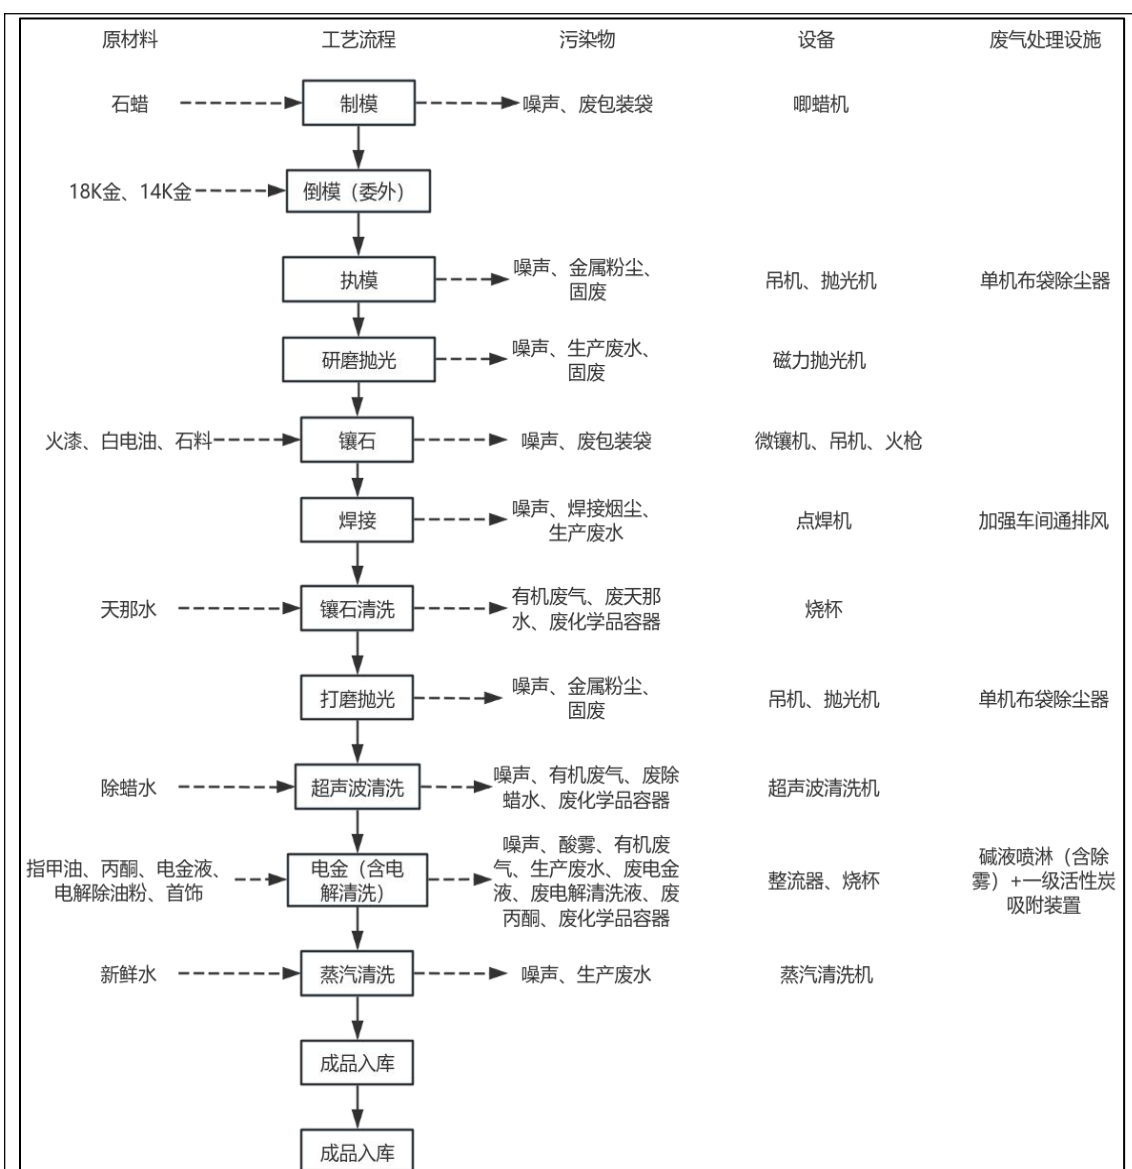 原材料 工艺流程 污染物 设备 废气处理设施
石蜡 制模 噪声、废包装袋 唧蜡机
18K金、14K金 倒模（委外）
执模 噪声、金属粉尘、
固废 吊机、抛光机 单机布袋除尘器
研磨抛光 噪声、生产废水、
固废 磁力抛光机
火漆、白电油、石料 镶石 噪声、废包装袋 微镶机、吊机、火枪
焊接 噪声、焊接烟尘、
生产废水 点焊机 加强车间通排风
天那水 镶石清洗 有机废气、废天那
水、废化学品容器 烧杯
打磨抛光 噪声、金属粉尘、
固废 吊机、抛光机 单机布袋除尘器
除蜡水 超声波清洗 噪声、有机废气、废除
蜡水、废化学品容器 超声波清洗机
指甲油、丙酮、电金液、
电解除油粉、首饰
电金（含电
解清洗）
噪声、酸雾、有机废
气、生产废水、废电金
液、废电解清洗液、废
丙酮、废化学品容器
整流器、烧杯
碱液喷淋（含除
雾）+一级活性炭
吸附装置
新鲜水 蒸汽清洗 噪声、生产废水 蒸汽清洗机
成品入库
成品入库